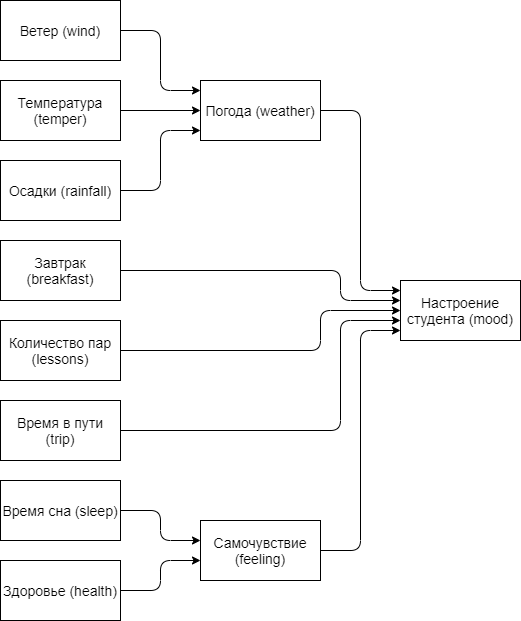 Ветер (wind)
Температура
(temper)
Погода (weather)
Осадки (rainfall)
Завтрак
(breakfast)
Настроение
студента (mood)
Количество пар
(lessons)
Время в пути
(trip)
Время сна (sleep)
Самочувствие
(feeling)
Здоровье (health)